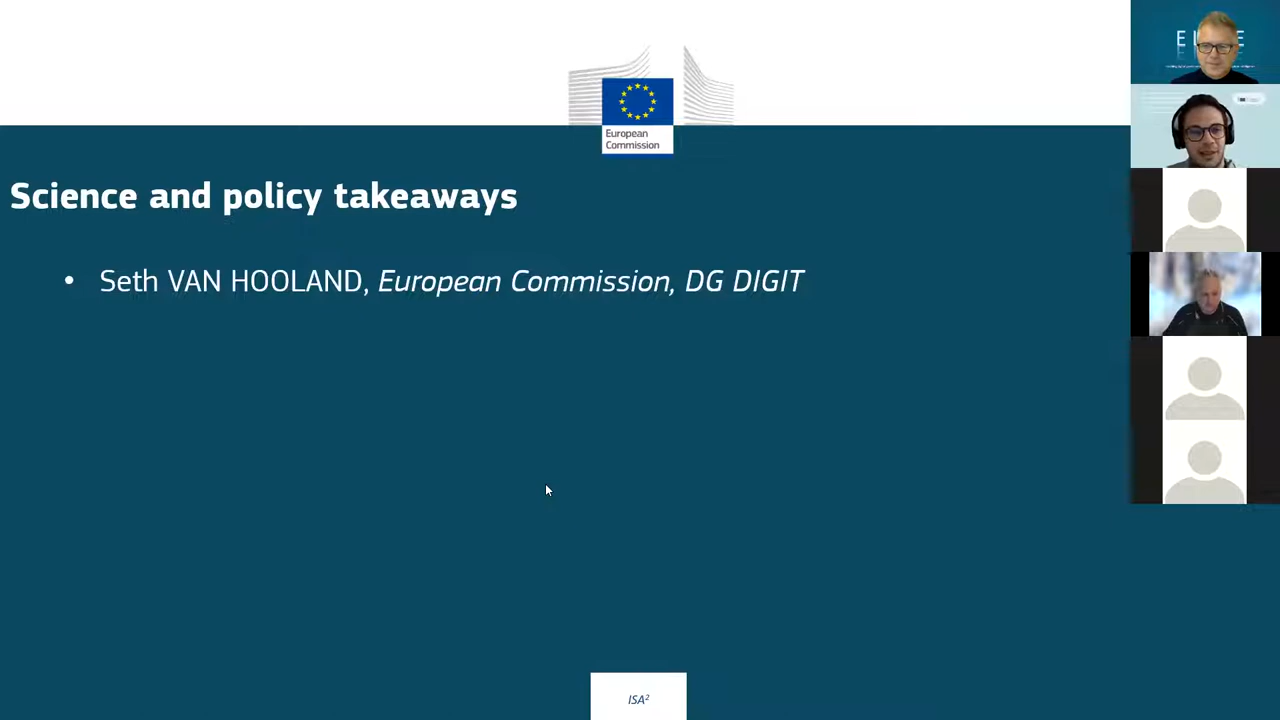 European
Commission
Science and policy takeaways
• Seth VAN HOOLAND, European Commission, DG DIGIT
ISA²